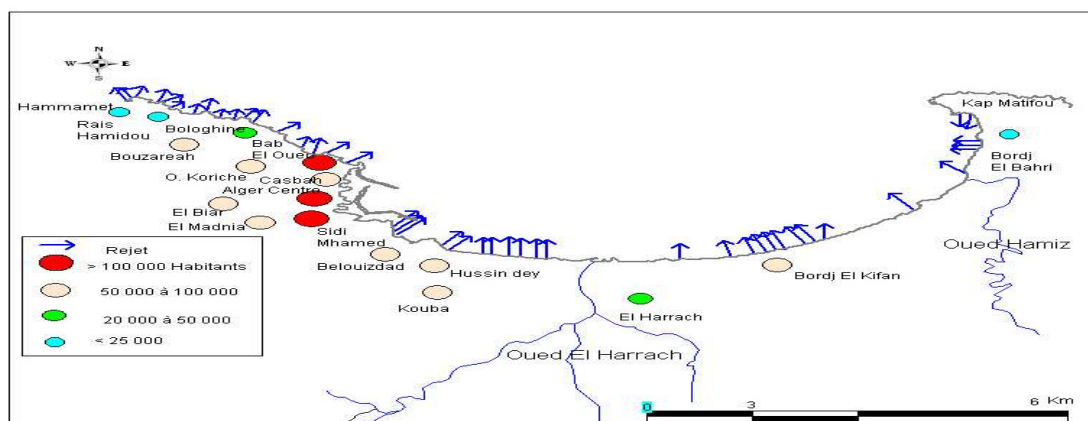 N
W E
S
Hammamet
Rais
Hamidou
Bologhine
Bouzareah
Bab
El Oued
O. Koriche
Casbah
Alger Centre
El Biar
El Madnia
Sidi
Mhamed
Belouizdad
Hussin dey
Kouba
El Harrach
Bordj El Kifan
Kap Matifou
Bordj
El Bahri
Oued Hamiz
Oued El Harrach
Rejet
> 100 000 Habitants
50 000 à 100 000
20 000 à 50 000
< 25 000
0 3 6 Km